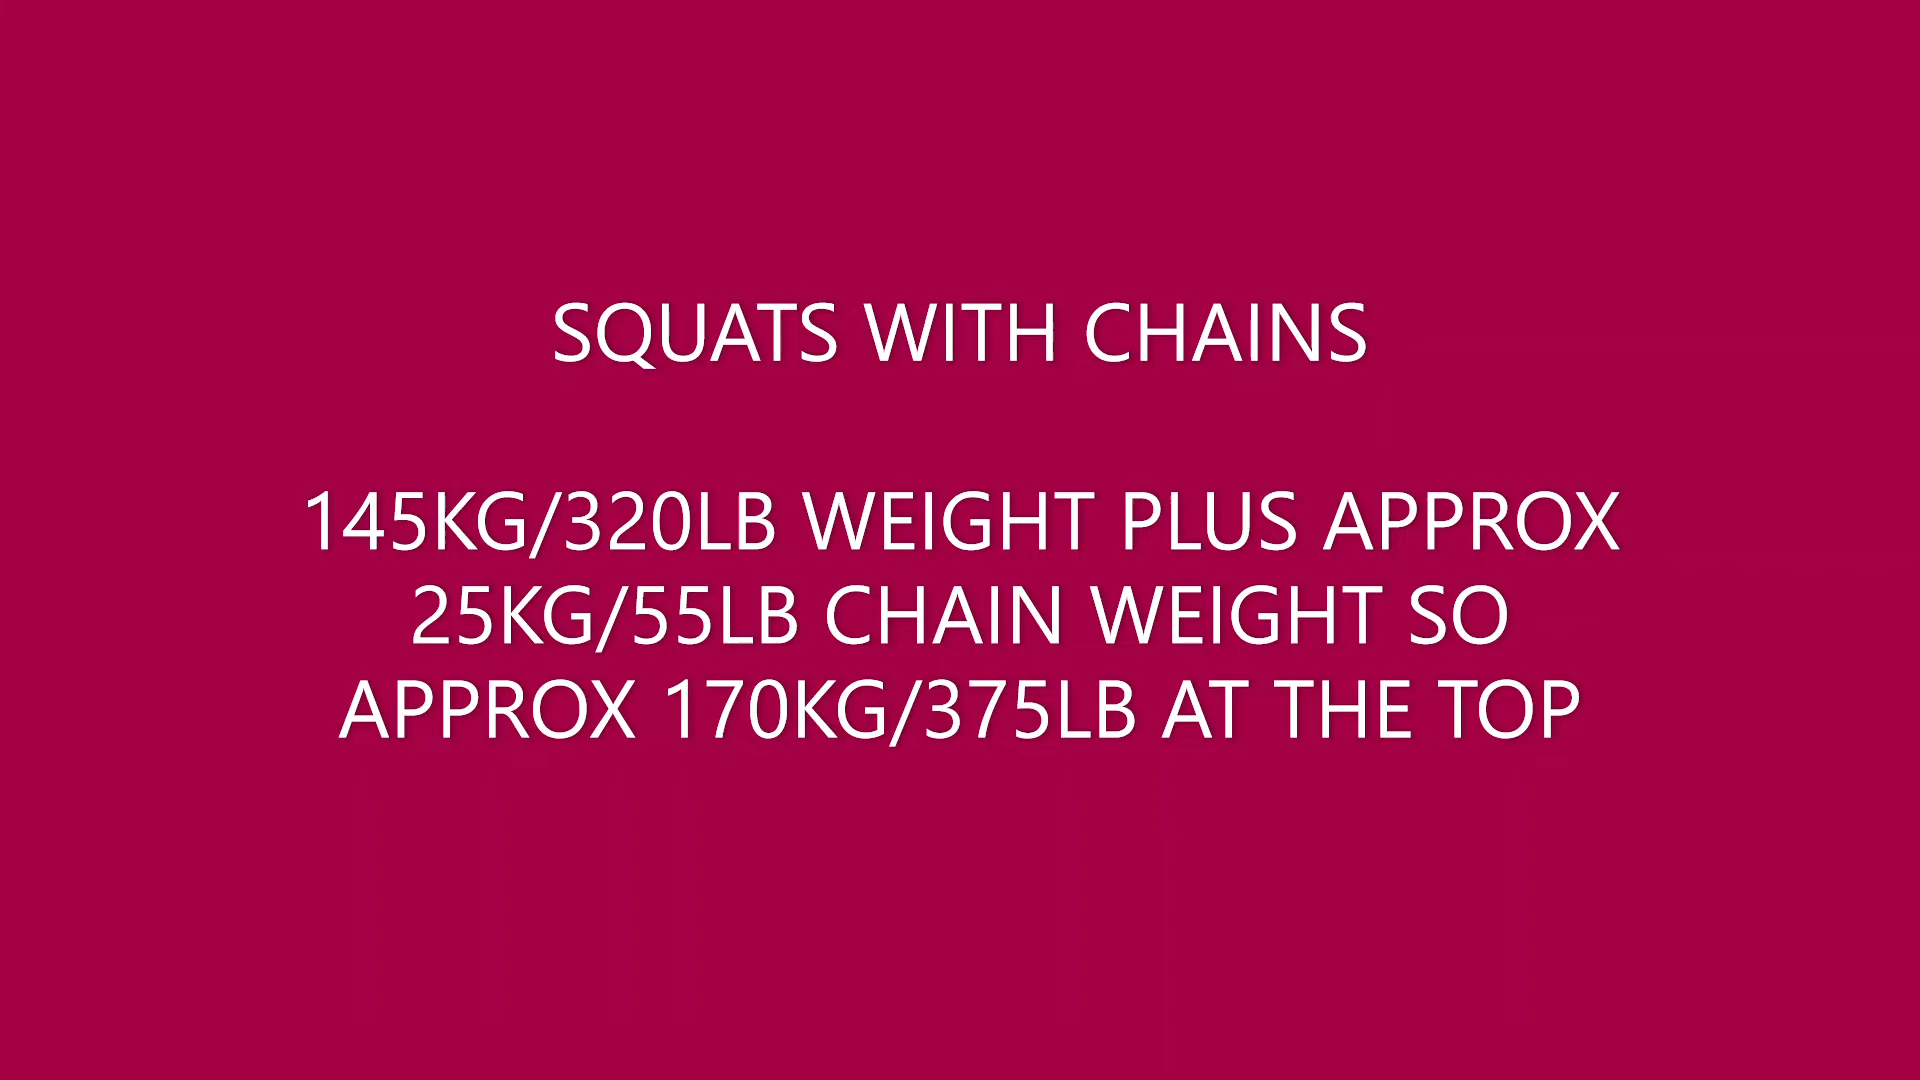 SQUATS WITH CHAINS
145KG/320LB WEIGHT PLUS APPROX
25KG/55LB CHAIN WEIGHT SO
APPROX 170KG/375LB AT THE TOP